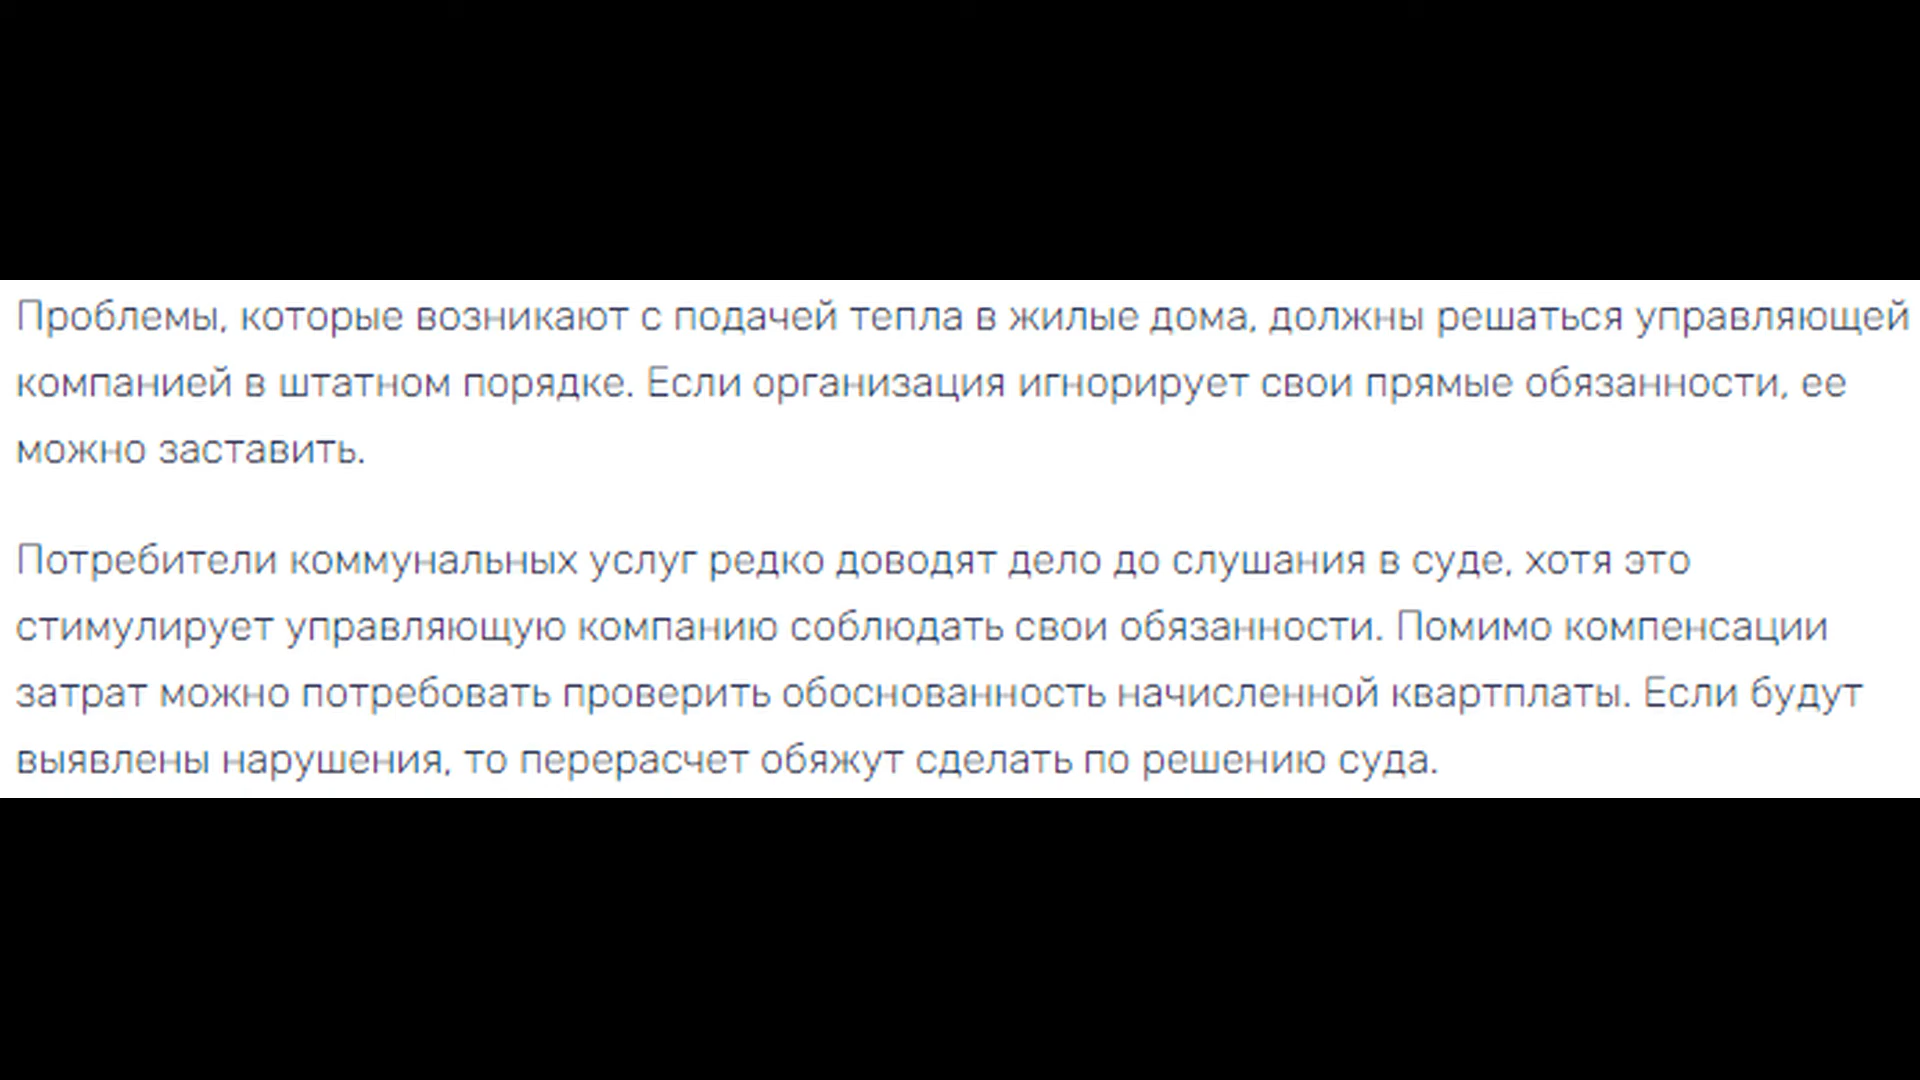 Проблемы, которые возникают с подачей тепла в жилые дома, должны решаться управляющей
компанией в штатном порядке. Если организация игнорирует свои прямые обязанности, ее
можно заставить.
Потребители коммунальных услуг редко доводят дело до слушания в суде, хотя это
стимулирует управляющую компанию соблюдать свои обязанности. Помимо компенсации
затрат можно потребовать проверить обоснованность начисленной квартплаты. Если будут
выявлены нарушения, то перерасчет обяжут сделать по решению суда.